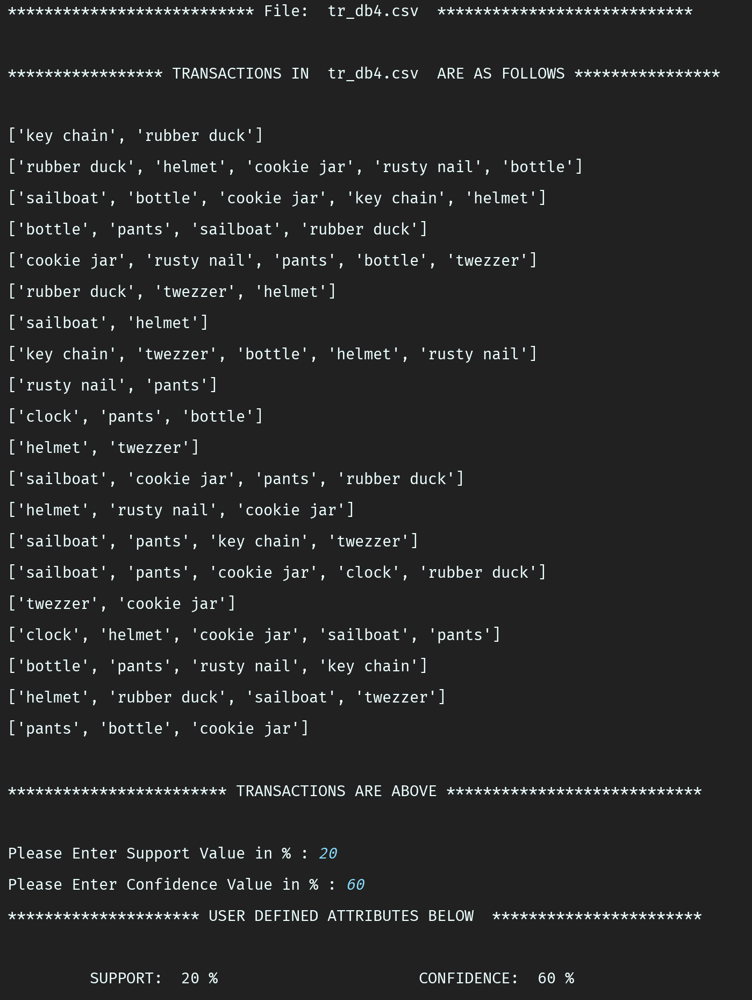 *************************** File:  tr_db4.csv  ****************************
***************** TRANSACTIONS IN  tr_db4.csv  ARE AS FOLLOWS ****************
['key chain', 'rubber duck']
['rubber duck', 'helmet', 'cookie jar', 'rusty nail', 'bottle']
['sailboat', 'bottle', 'cookie jar', 'key chain', 'helmet']
['bottle', 'pants', 'sailboat', 'rubber duck']
['cookie jar', 'rusty nail', 'pants', 'bottle', 'twezzer']
['rubber duck', 'twezzer', 'helmet']
['sailboat', 'helmet']
['key chain', 'twezzer', 'bottle', 'helmet', 'rusty nail']
['rusty nail', 'pants']
['clock', 'pants', 'bottle']
['helmet', 'twezzer']
['sailboat', 'cookie jar', 'pants', 'rubber duck']
['helmet', 'rusty nail', 'cookie jar']
['sailboat', 'pants', 'key chain', 'twezzer']
['sailboat', 'pants', 'cookie jar', 'clock', 'rubber duck']
['twezzer', 'cookie jar']
['clock', 'helmet', 'cookie jar', 'sailboat', 'pants']
['bottle', 'pants', 'rusty nail', 'key chain']
['helmet', 'rubber duck', 'sailboat', 'twezzer']
['pants', 'bottle', 'cookie jar']
************************ TRANSACTIONS ARE ABOVE ****************************
Please Enter Support Value in % : 20
Please Enter Confidence Value in % : 60
********************* USER DEFINED ATTRIBUTES BELOW  ***********************
SUPPORT:  20 %                      CONFIDENCE:  60 %